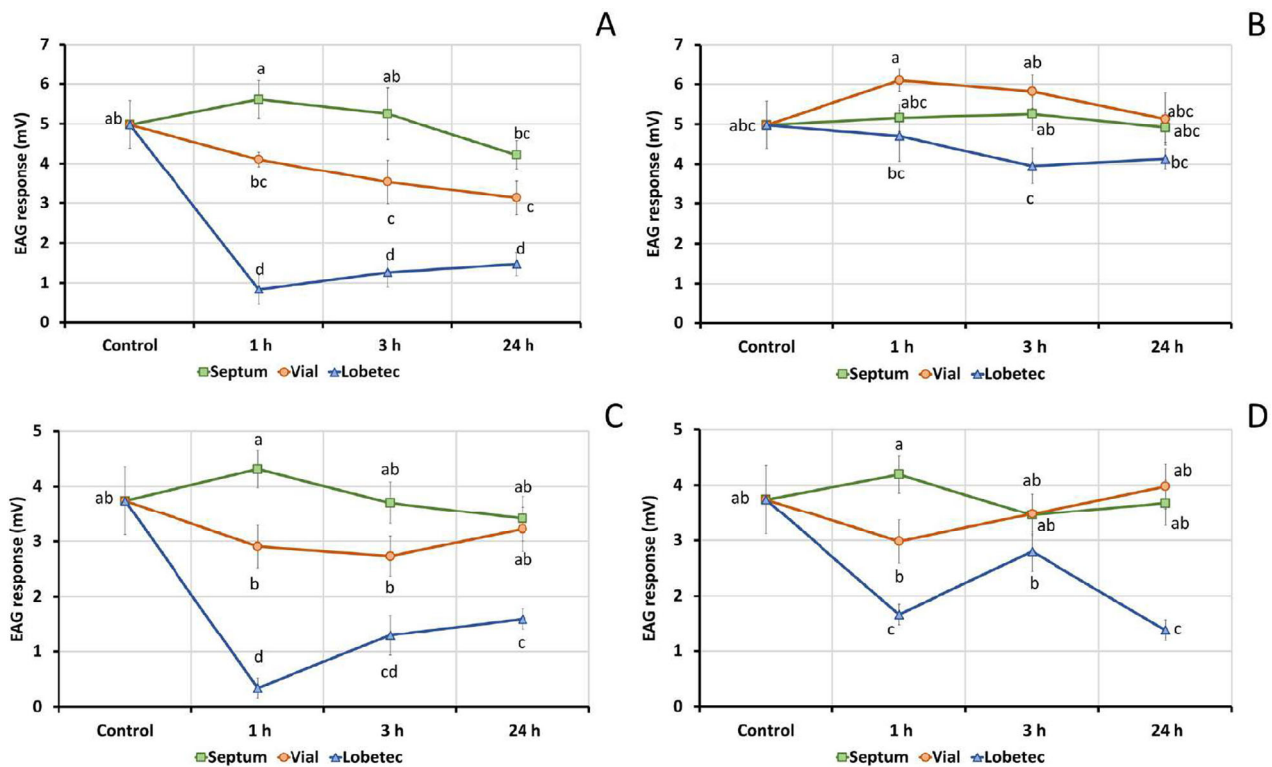 A
EAG response (mV)
7
6
5
4
3
2
1
0
ab
a
ab
bc
bc
c
c
d
d
d
Control 1 h 3 h 24 h
Septum Vial Lobetec
B
EAG response (mV)
7
6
5
4
3
2
1
0
abc
a
ab
abc
abc
ab
abc
bc
c
bc
Control 1 h 3 h 24 h
Septum Vial Lobetec
C
EAG response (mV)
5
4
3
2
1
0
ab
a
ab
ab
b
b
ab
d
cd
c
Control 1 h 3 h 24 h
Septum Vial Lobetec
D
EAG response (mV)
5
4
3
2
1
0
ab
a
ab
ab
b
ab
ab
c
b
c
Control 1 h 3 h 24 h
Septum Vial Lobetec